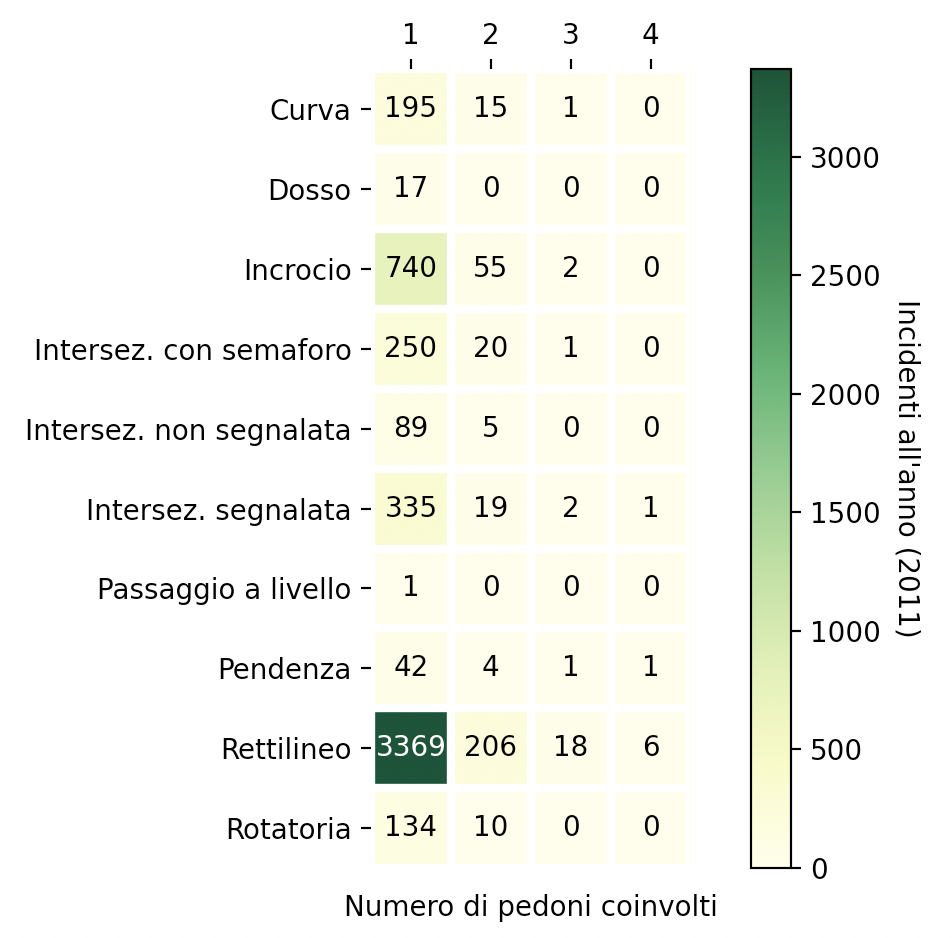 1 2 3 4
Curva 195 15 1 0
Dosso 17 0 0 0
Incrocio 740 55 2 0
Intersez. con semaforo 250 20 1 0
Intersez. non segnalata 89 5 0 0
Intersez. segnalata 335 19 2 1
Passaggio a livello 1 0 0 0
Pendenza 42 4 1 1
Rettilineo 3369 206 18 6
Rotatoria 134 10 0 0
Numero di pedoni coinvolti
3000
2500
2000
1500
1000
500
0
Incidenti all'anno (2011)